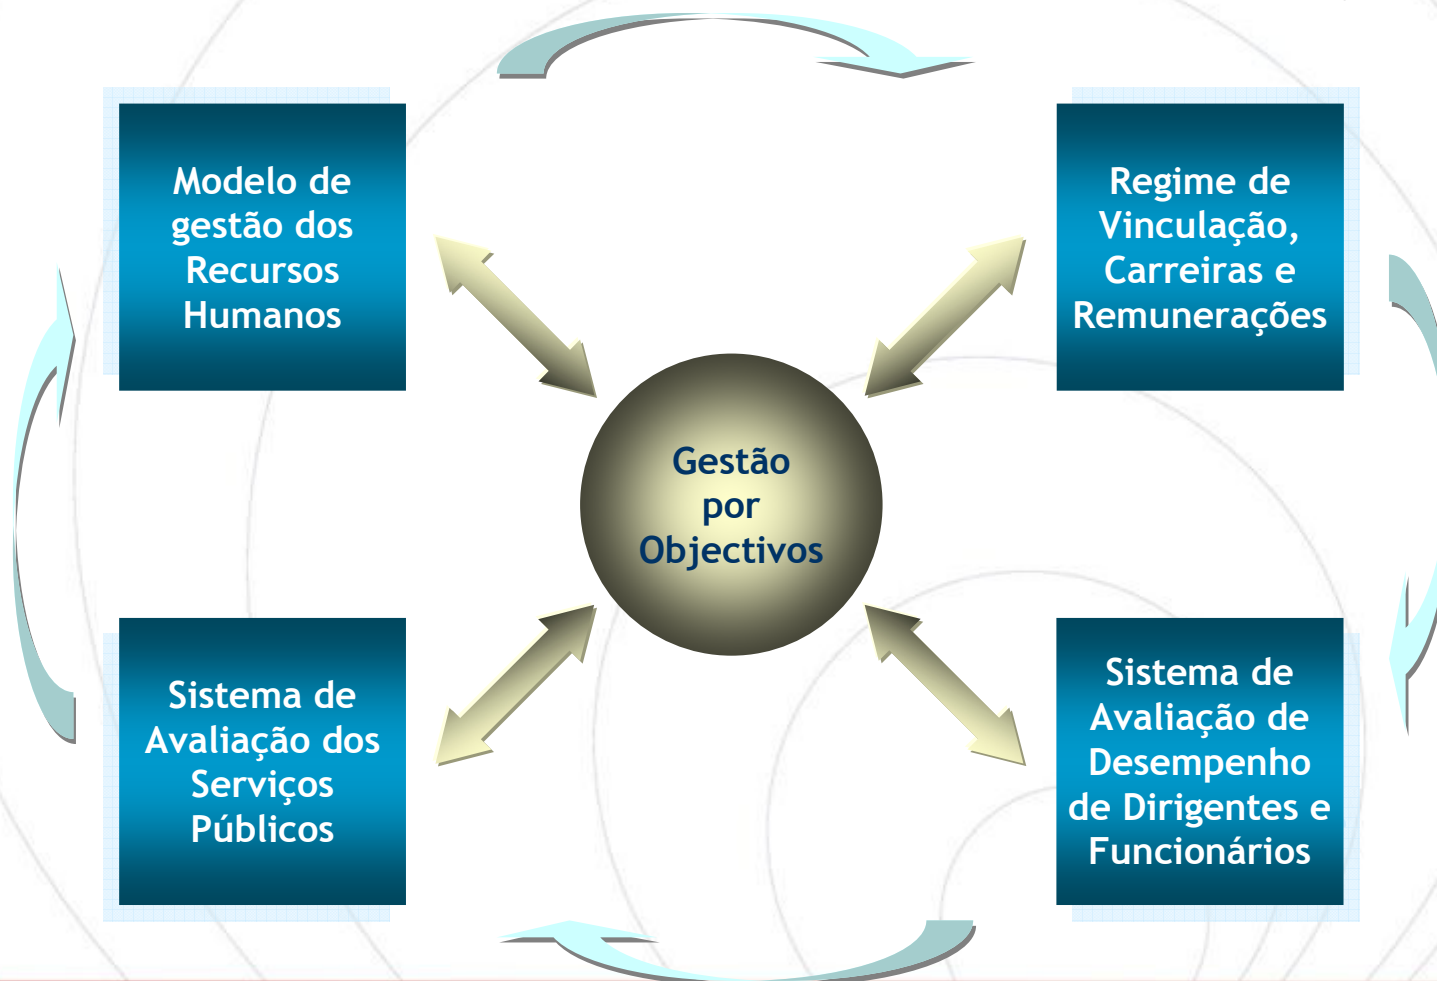 Modelo de
gestão dos
Recursos
Humanos
Regime de
Vinculação,
Carreiras e
Remunerações
Gestão
por
Objectivos
Sistema de
Avaliação dos
Serviços
Públicos
Sistema de
Avaliação de
Desempenho
de Dirigentes e
Funcionários